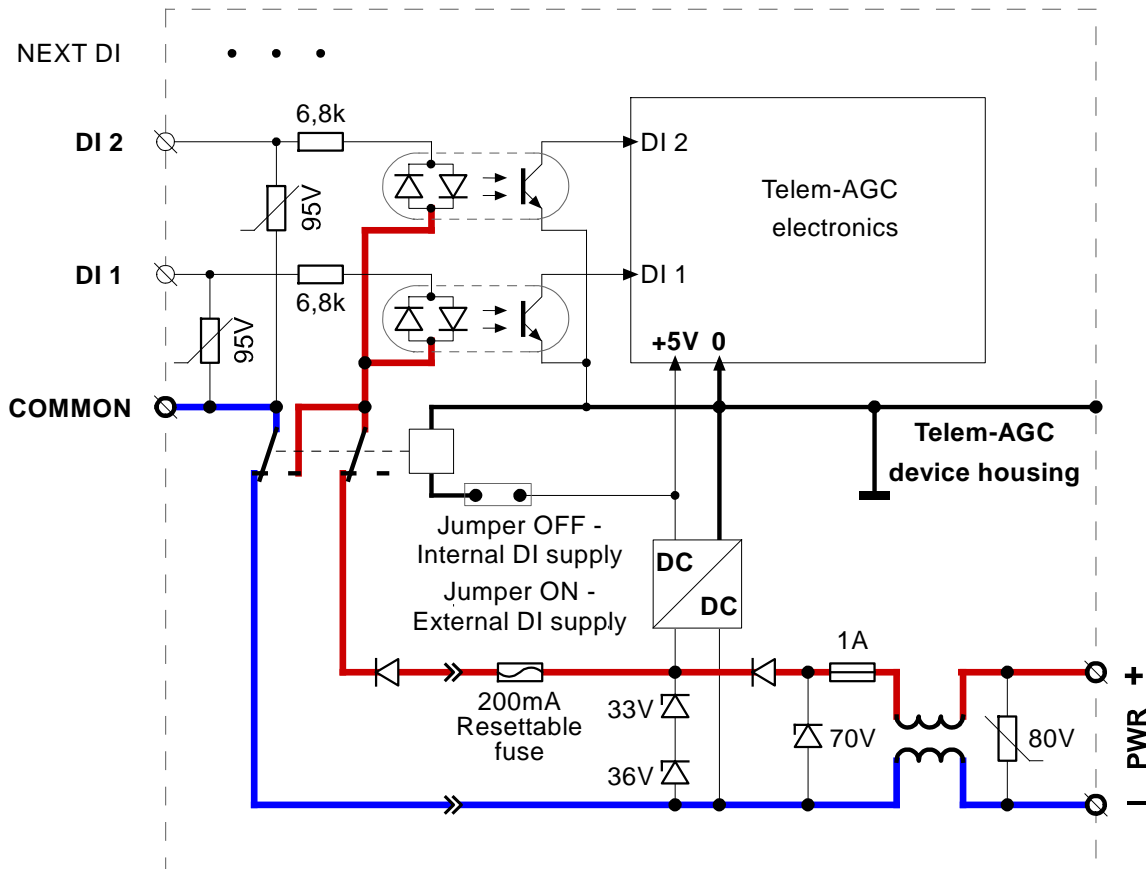 NEXT DI
6,8k
DI 2
DI 2
95V
Telem-AGC
electronics
DI 1
DI 1
6,8k
95V
+5V 0
COMMON
Telem-AGC
device housing
Jumper OFF -
Internal DI supply
Jumper ON -
External DI supply
DC
DC
1A
+
200mA
Resettable
fuse
33V
70V
80V
PWR
36V
–